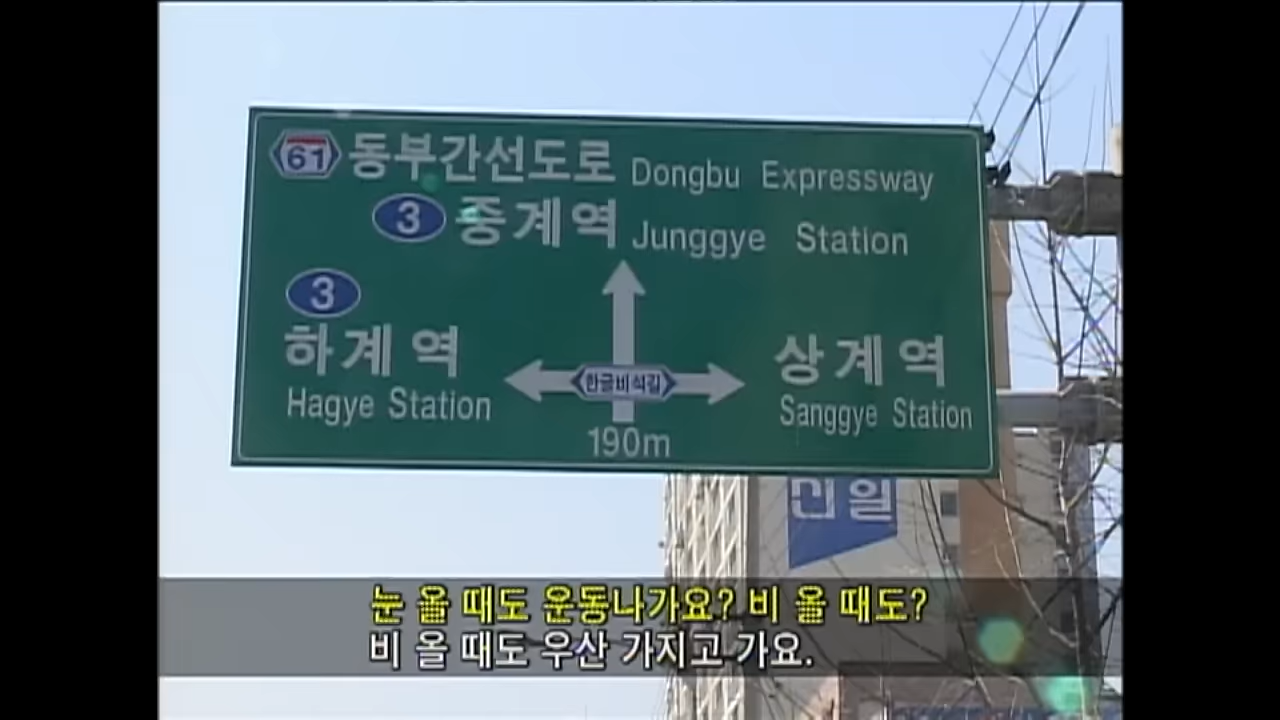 61 동부간선도로 Dongbu Expressway
3 중계역 Junggye Station
3
하계역 상계역
Hagye Station Sanggye Station
한글비석길
190m
신일
눈 올 때도 운동나가요? 비 올 때도?
비 올 때도 우산 가지고 가요.